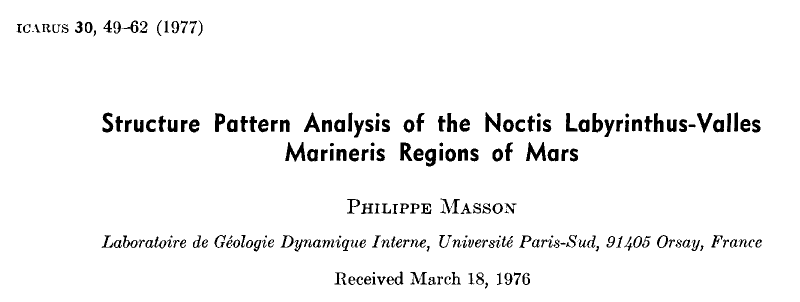 ICARUS 30, 49–62 (1977)
Structure Pattern Analysis of the Noctis Labyrinthus-Valles
Marineris Regions of Mars
PHILIPPE MASSON
Laboratoire de Géologie Dynamique Interne, Université Paris-Sud, 91405 Orsay, France
Received March 18, 1976